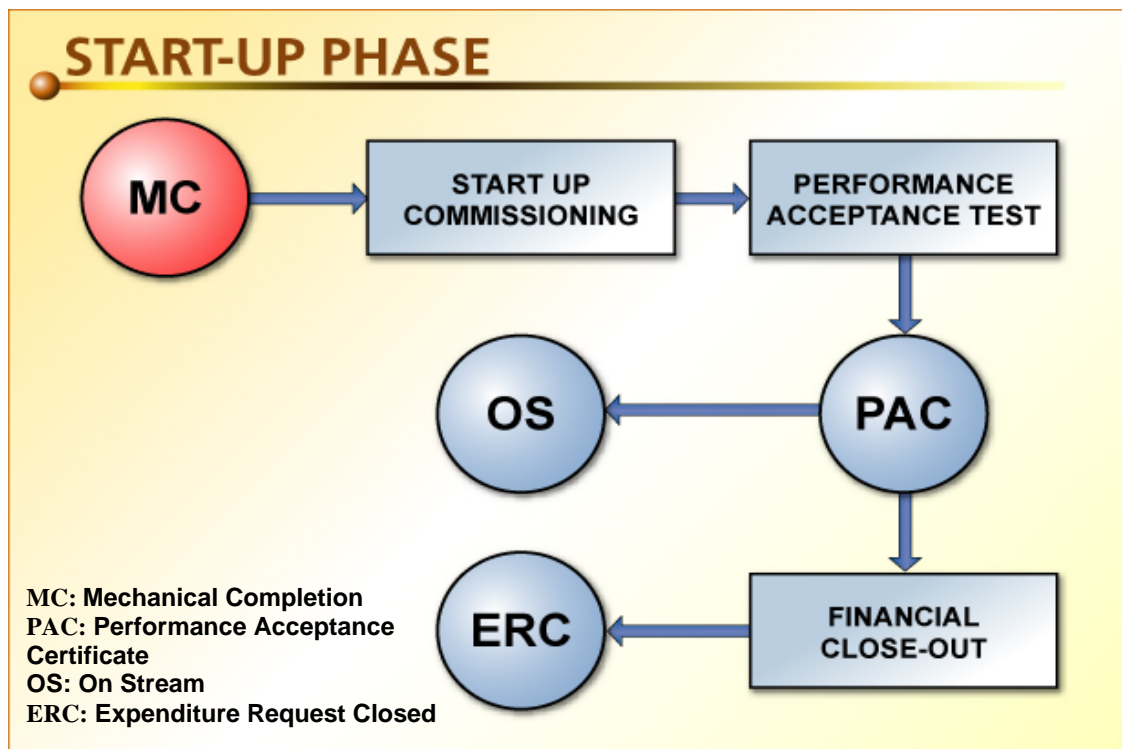 START-UP PHASE
MC
START UP
COMMISSIONING
PERFORMANCE
ACCEPTANCE TEST
OS
PAC
ERC
FINANCIAL
CLOSE-OUT
MC: Mechanical Completion
PAC: Performance Acceptance
Certificate
OS: On Stream
ERC: Expenditure Request Closed